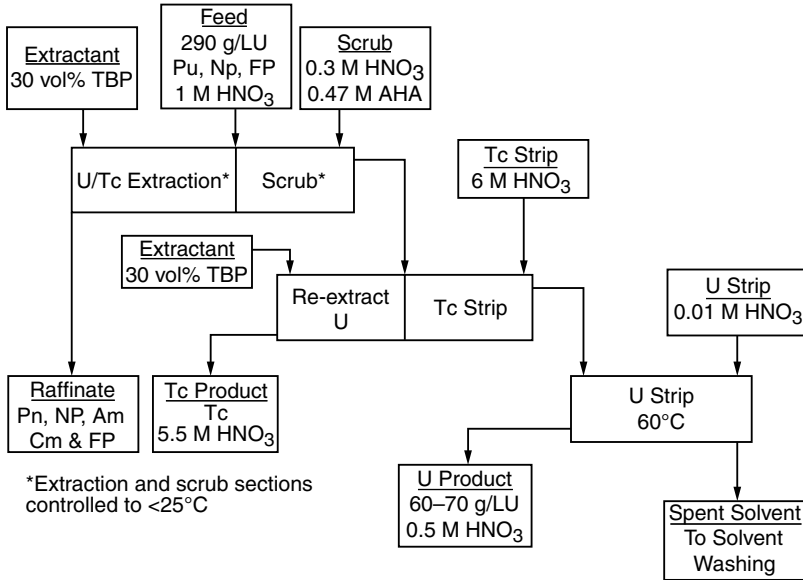 Extractant
30 vol% TBP
Feed
290 g/LU
Pu, Np, FP
1 M HNO3
Scrub
0.3 M HNO3
0.47 M AHA
U/Tc Extraction*
Scrub*
Tc Strip
6 M HNO3
Extractant
30 vol% TBP
Re-extract
U
Tc Strip
U Strip
0.01 M HNO3
Raffinate
Pn, NP, Am
Cm & FP
Tc Product
Tc
5.5 M HNO3
U Strip
60°C
*Extraction and scrub sections
controlled to <25°C
U Product
60–70 g/LU
0.5 M HNO3
Spent Solvent
To Solvent
Washing